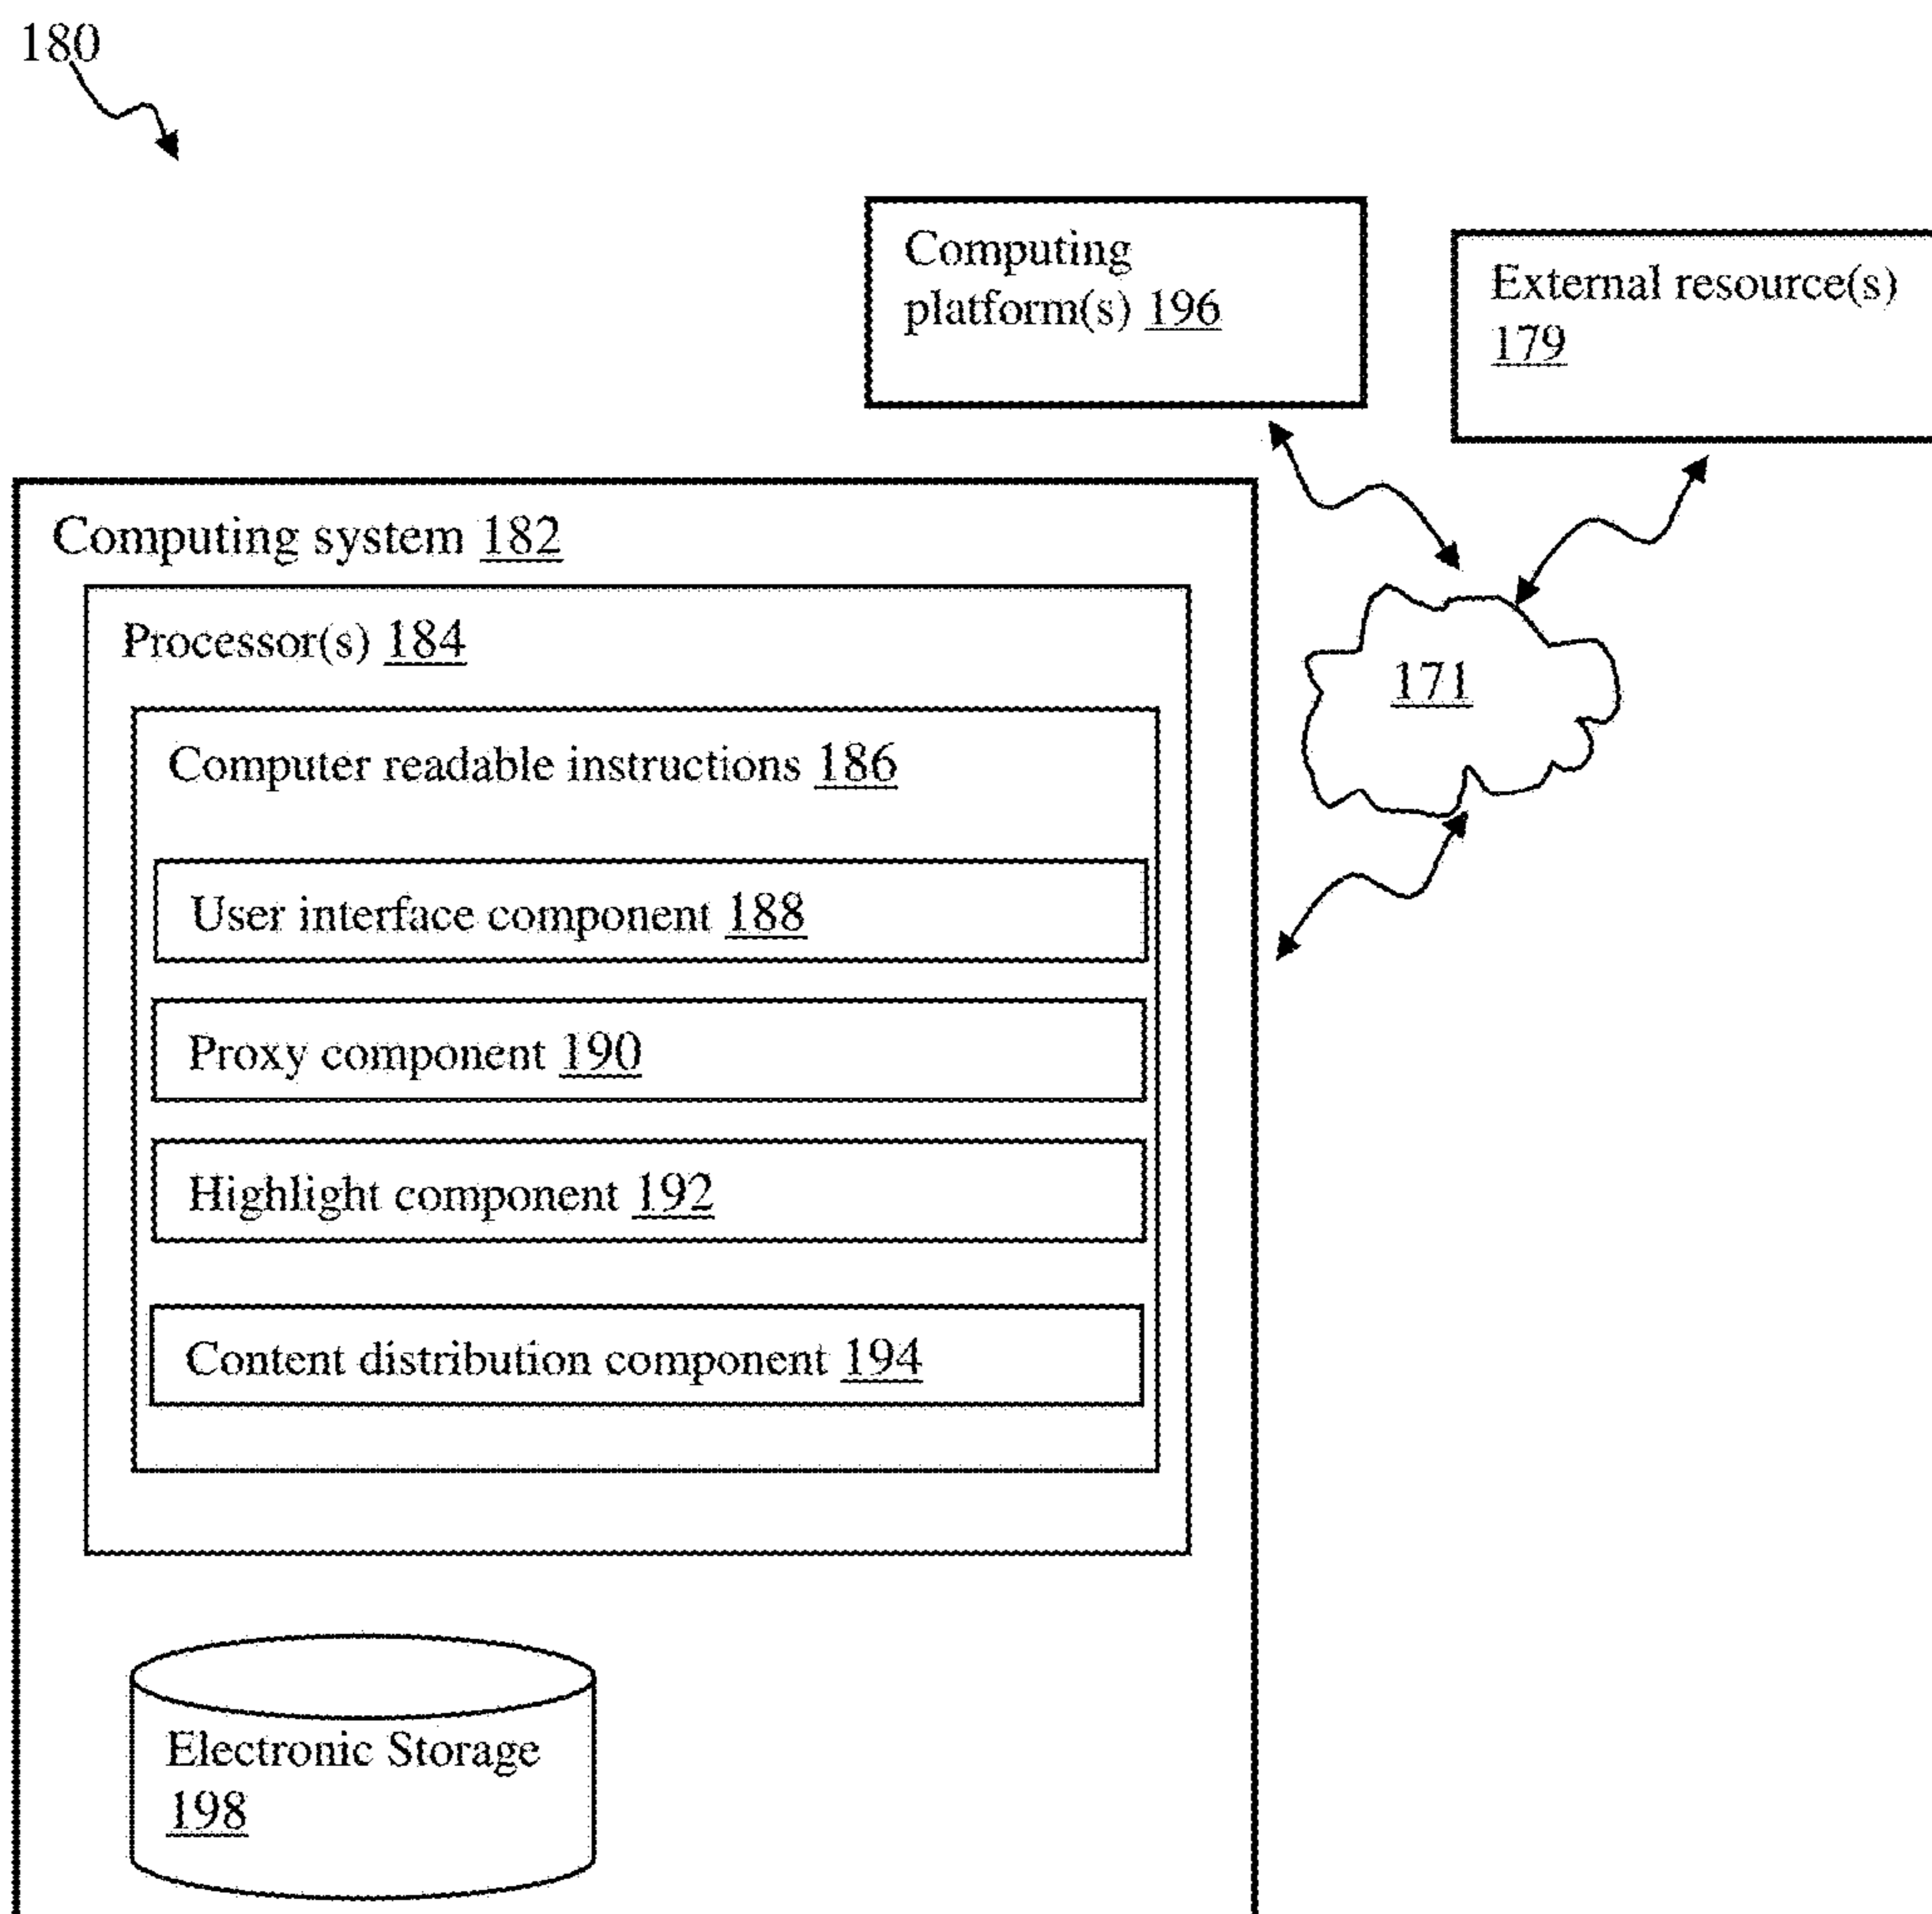 180
Computing
platform(s) 196
External resource(s)
179
Computing system 182
Processor(s) 184
171
Computer readable instructions 186
User interface component 188
Proxy component 190
Highlight component 192
Content distribution component 194
Electronic Storage
198